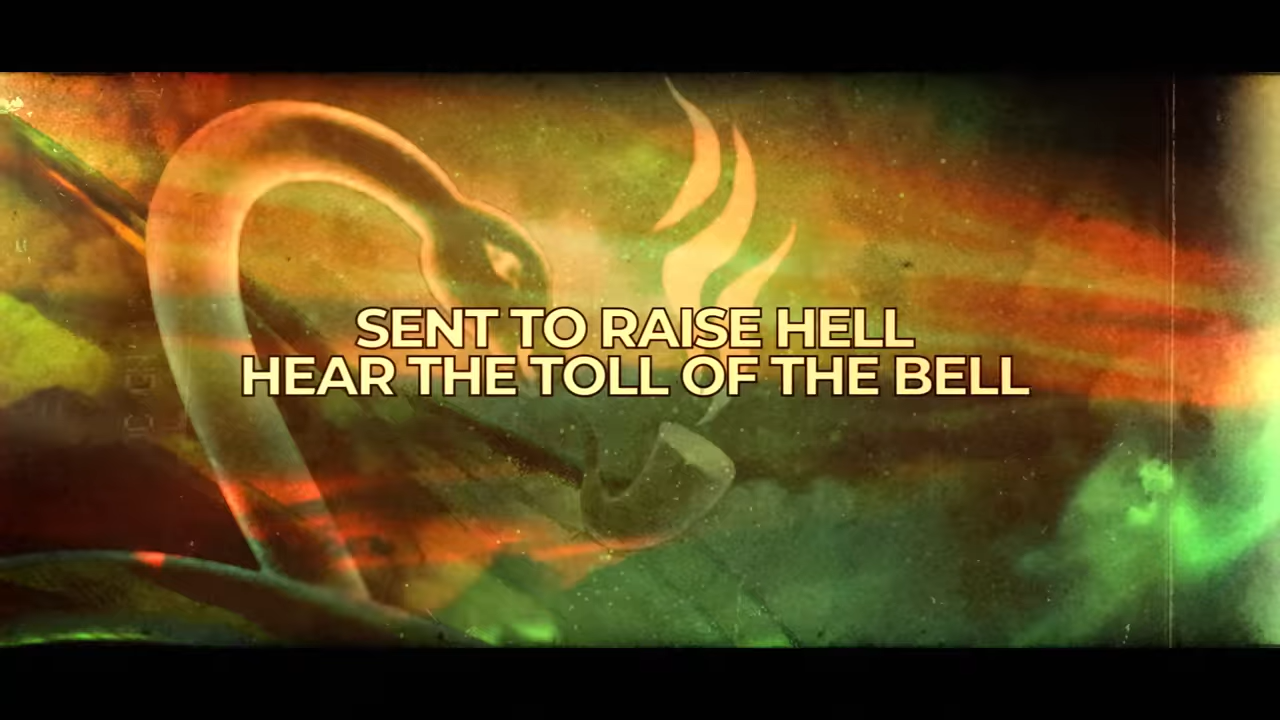 SENT TO RAISE HELL
HEAR THE TOLL OF THE BELL